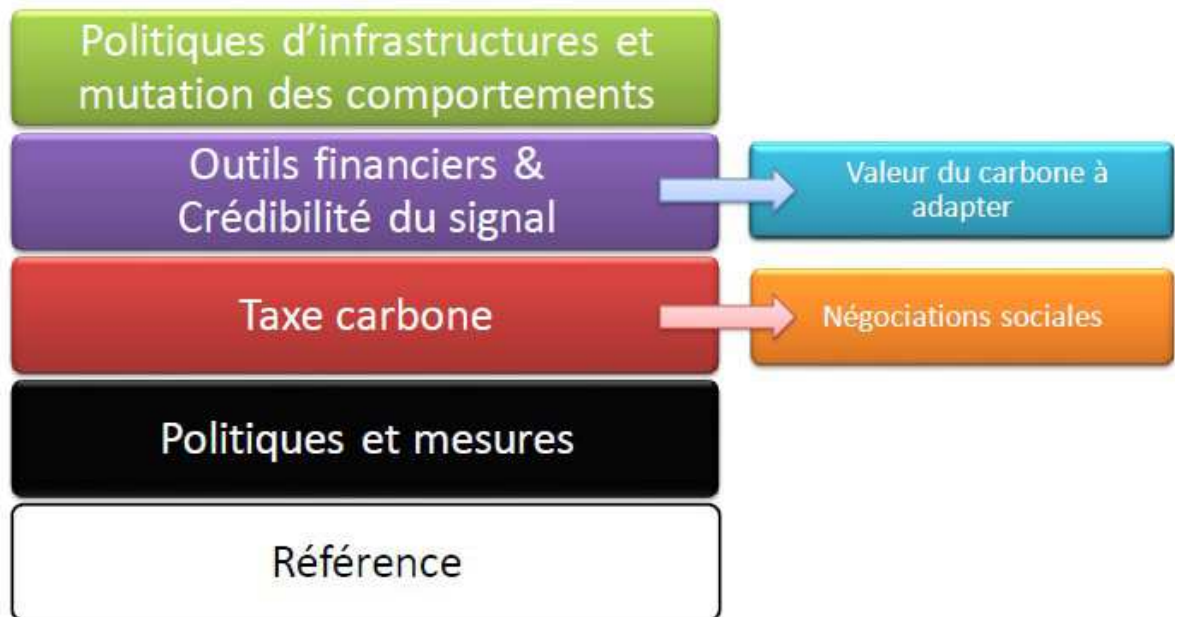 Politiques d’infrastructures et
mutation des comportements
Outils financiers &
Crédibilité du signal
Valeur du carbone à
adapter
Taxe carbone
Négociations sociales
Politiques et mesures
Référence